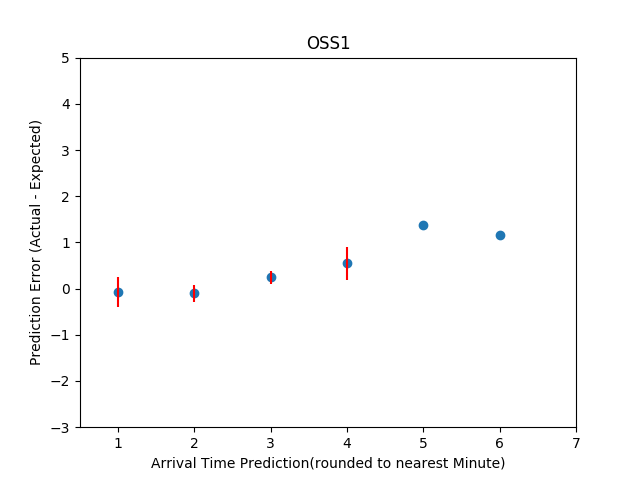 OSS1
Prediction Error (Actual - Expected)
5
4
3
2
1
0
−1
−2
−3
1 2 3 4 5 6 7
Arrival Time Prediction(rounded to nearest Minute)